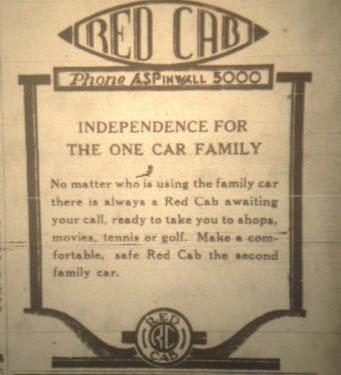 RED CAB
Phone ASPINWALL 5000
INDEPENDENCE FOR
THE ONE CAR FAMILY
No matter who is using the family car
there is always a Red Cab awaiting
your call, ready to take you to shops,
movies, tennis or golf. Make a com-
fortable, safe Red Cab the second
family car.
RED
RC
CAB